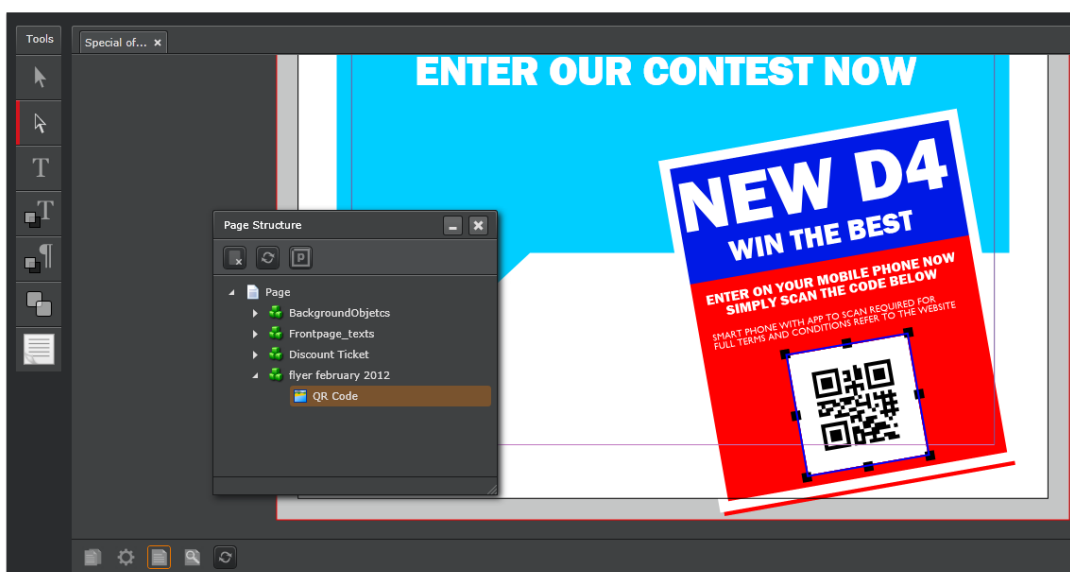 Tools
Special of... x
ENTER OUR CONTEST NOW
NEW D4
WIN THE BEST
ENTER ON YOUR MOBILE PHONE NOW
SIMPLY SCAN THE CODE BELOW
SMART PHONE WITH APP TO SCAN REQUIRED FOR
FULL TERMS AND CONDITIONS REFER TO THE WEBSITE
Page Structure
P
Page
BackgroundObjetcs
Frontpage_texts
Discount Ticket
flyer february 2012
QR Code
T
T
¶